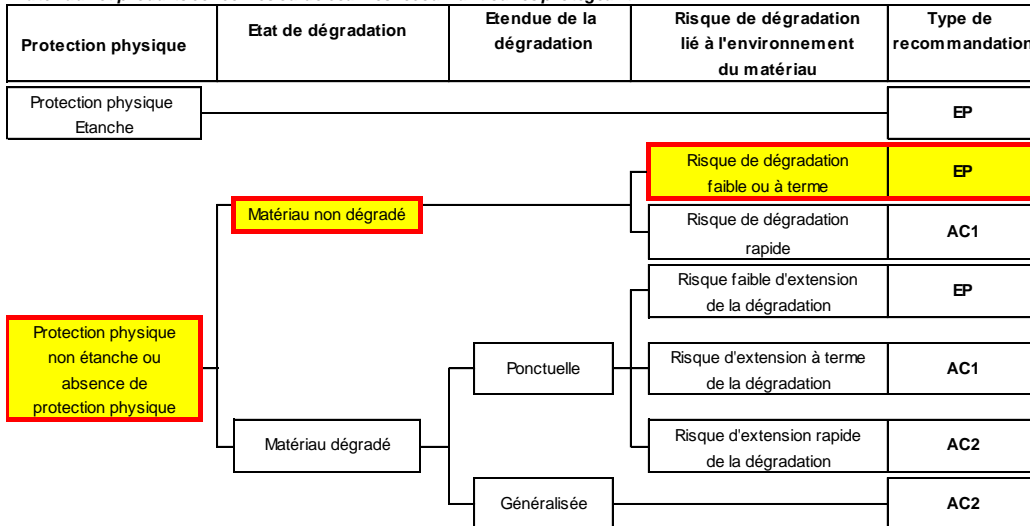 Protection physique
Etat de dégradation
Etendue de la
dégradation
Risque de dégradation
lié à l'environnement
du matériau
Type de
recommandation
Protection physique
Etanche
EP
Risque de dégradation
faible ou à terme
EP
Matériau non dégradé
Risque de dégradation
rapide
AC1
Risque faible d'extension
de la dégradation
EP
Protection physique
non étanche ou
absence de
protection physique
Ponctuelle
Risque d'extension à terme
de la dégradation
AC1
Matériau dégradé
Risque d'extension rapide
de la dégradation
AC2
Généralisée
AC2